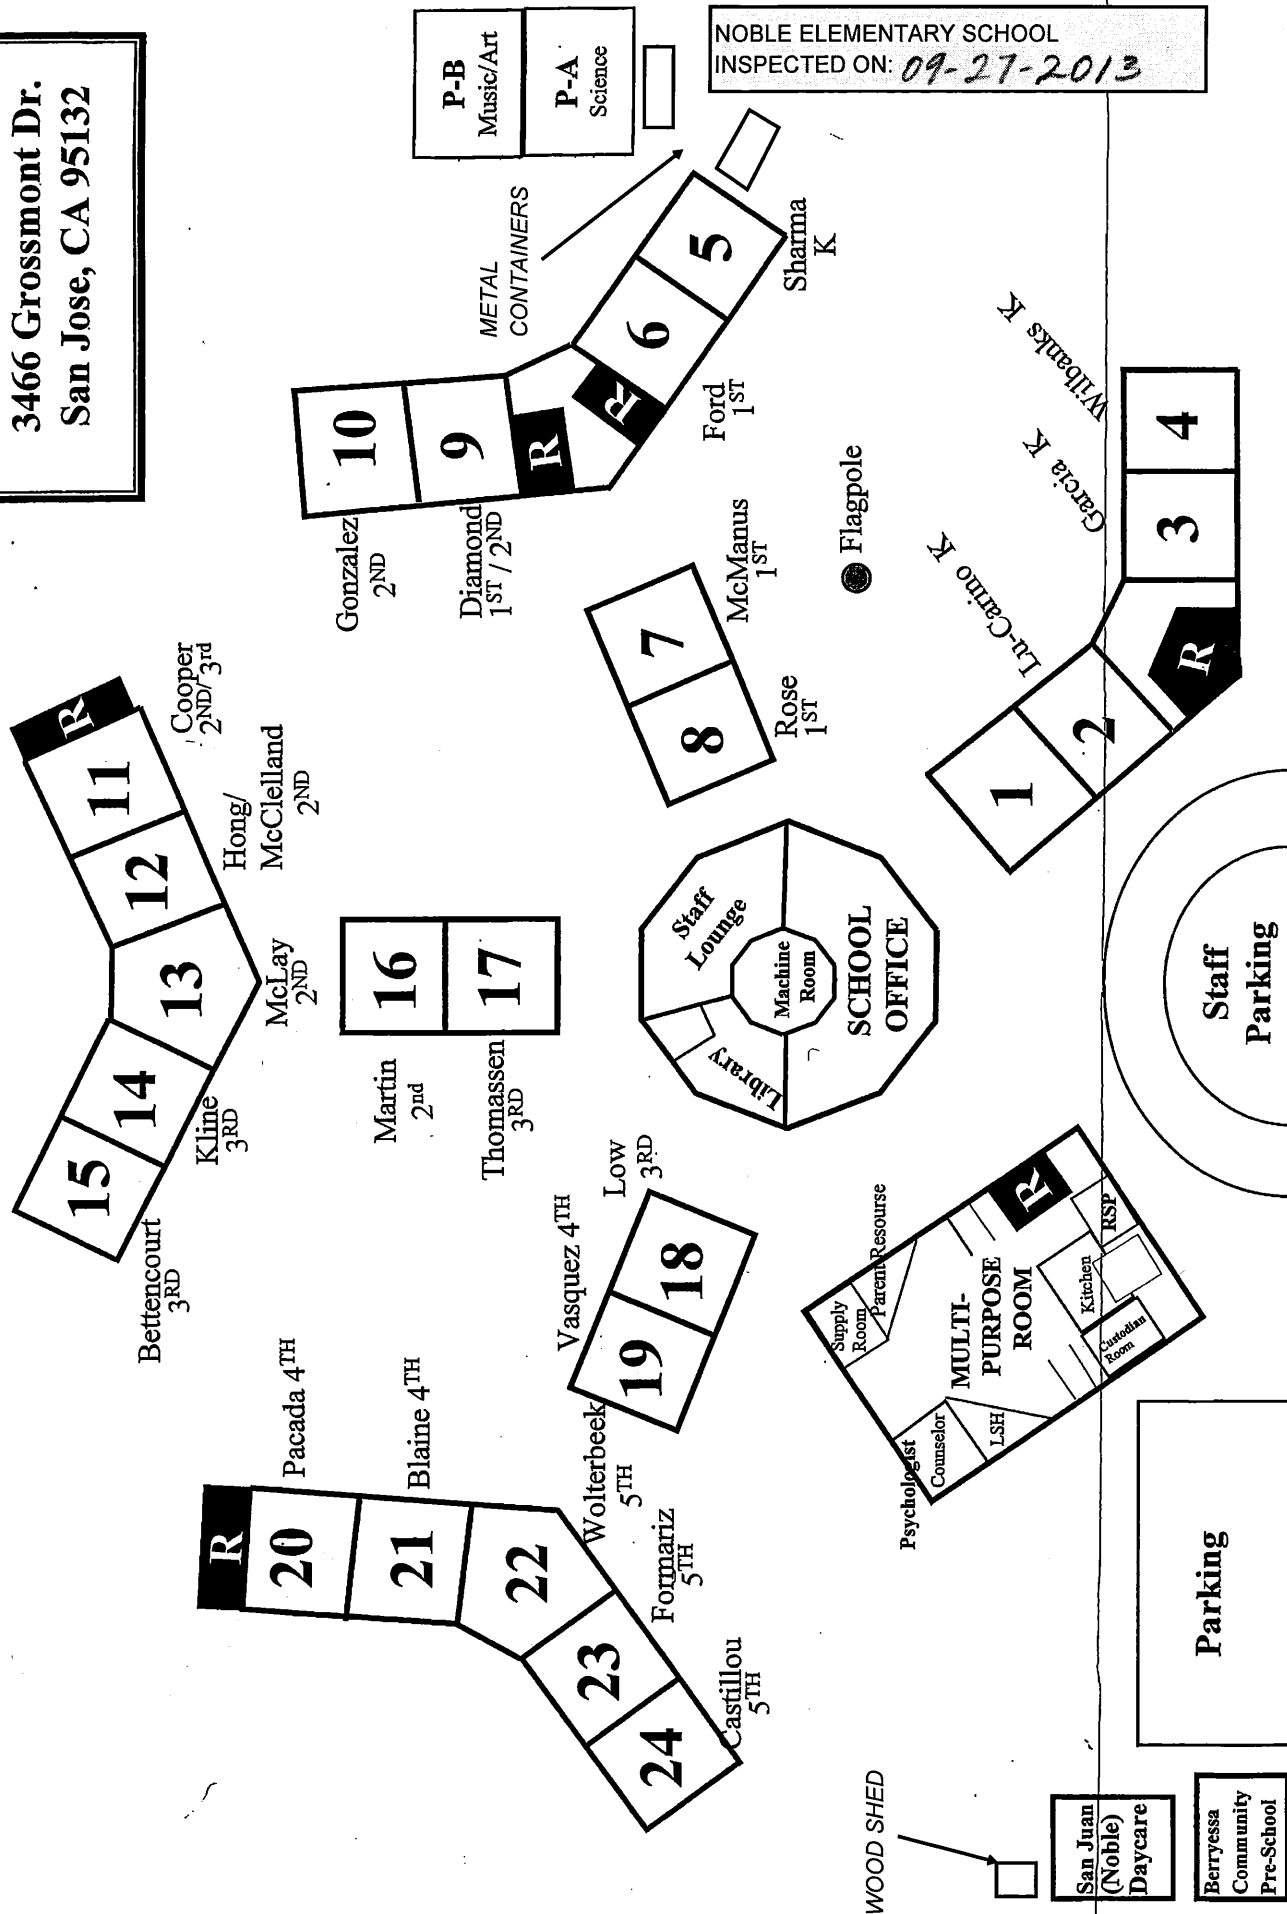 3466 Grossmont Dr.
San Jose, CA 95132
NOBLE ELEMENTARY SCHOOL
INSPECTED ON: 09-27-2013
P-B
Music/Art
P-A
Science
METAL
CONTAINERS
5
Sharma
K
6
Ford
1ST
R
R
9
Diamond
1ST / 2ND
10
Gonzalez
2ND
7
McManus
1ST
8
Rose
1ST
Flagpole
Wilbanks K
Garcia K
Lu-Carino K
4
3
R
2
1
R
11
Cooper
2ND/3rd
12
Hong/
McClelland
2ND
13
McLay
2ND
14
Kline
3RD
15
Bettencourt
3RD
16
Martin
2nd
17
Thomassen
3RD
Staff
Lounge
Machine
Room
Library
SCHOOL
OFFICE
Staff
Parking
Low
3RD
18
Vasquez 4TH
19
R
20
Pacada 4TH
21
Blaine 4TH
22
Wolterbeek
5TH
23
Formariz
5TH
24
Castillou
5TH
Supply
Room
Parent Resourse
R
RSP
MULTI-
PURPOSE
ROOM
Kitchen
Custodian
Room
Psychologist
Counselor
LSH
Parking
WOOD SHED
San Juan
(Noble)
Daycare
Berryessa
Community
Pre-School